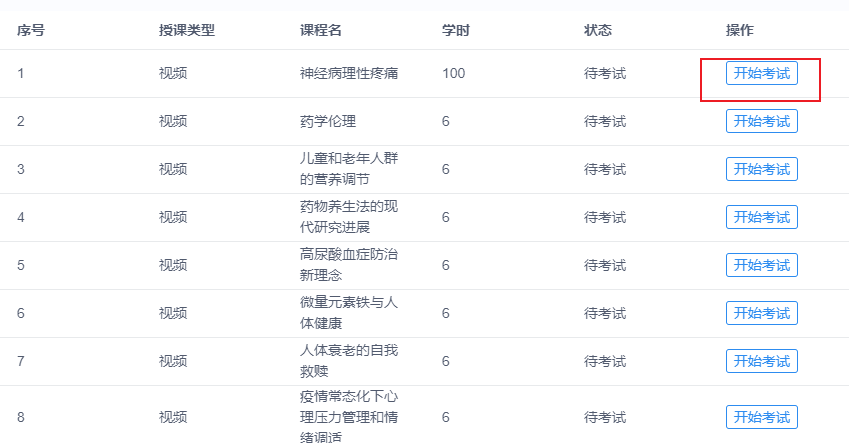 序号 授课类型 课程名 学时 状态 操作
1 视频 神经病理性疼痛 100 待考试 开始考试
2 视频 药学伦理 6 待考试 开始考试
3 视频 儿童和老年人群 6 待考试 开始考试
的营养调节
4 视频 药物养生法的现 6 待考试 开始考试
代研究进展
5 视频 高尿酸血症防治 6 待考试 开始考试
新理念
6 视频 微量元素铁与人 6 待考试 开始考试
体健康
7 视频 人体衰老的自我 6 待考试 开始考试
救赎
疫情常态化下心
8 视频 理压力管理和情 6 待考试 开始考试
绪调适